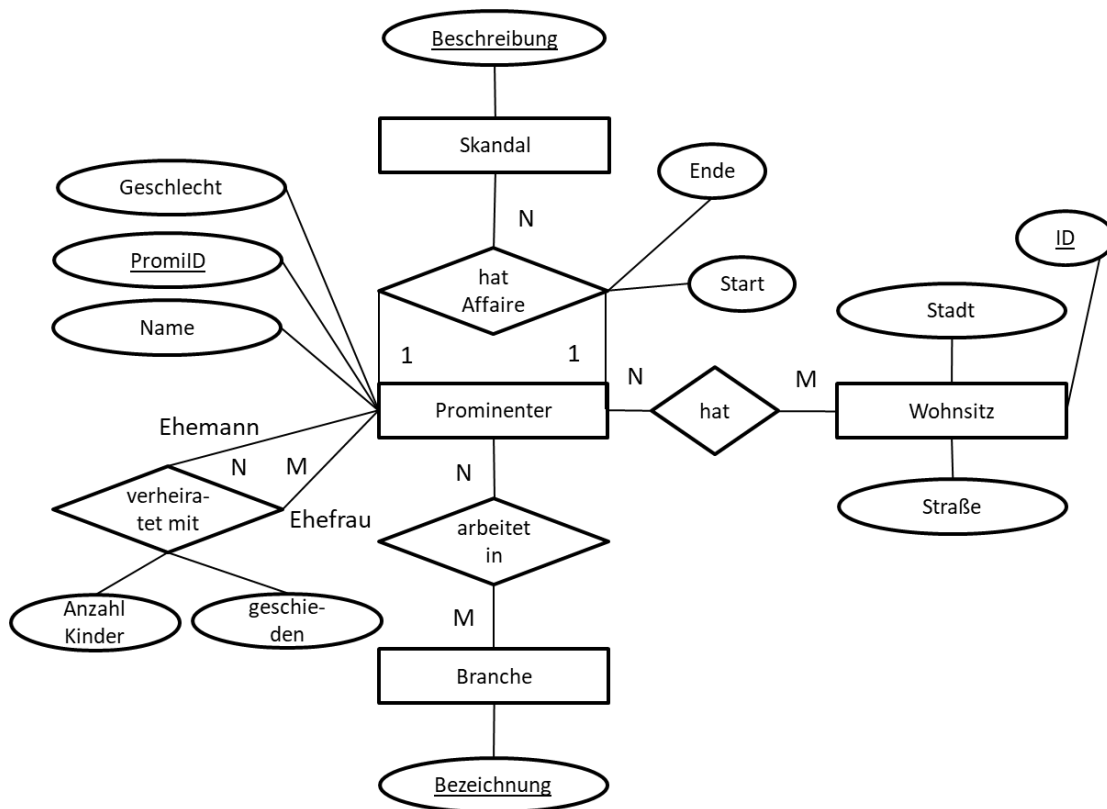 Beschreibung
Skandal
Ende
Geschlecht
N
ID
PromiID
hat
Affaire
Start
Stadt
Name
1
1
N
M
Prominenter
hat
Wohnsitz
Ehemann
N
M
N
verheira-
tet mit
Ehefrau
arbeitet
in
Straße
Anzahl
Kinder
geschie-
den
M
Branche
Bezeichnung